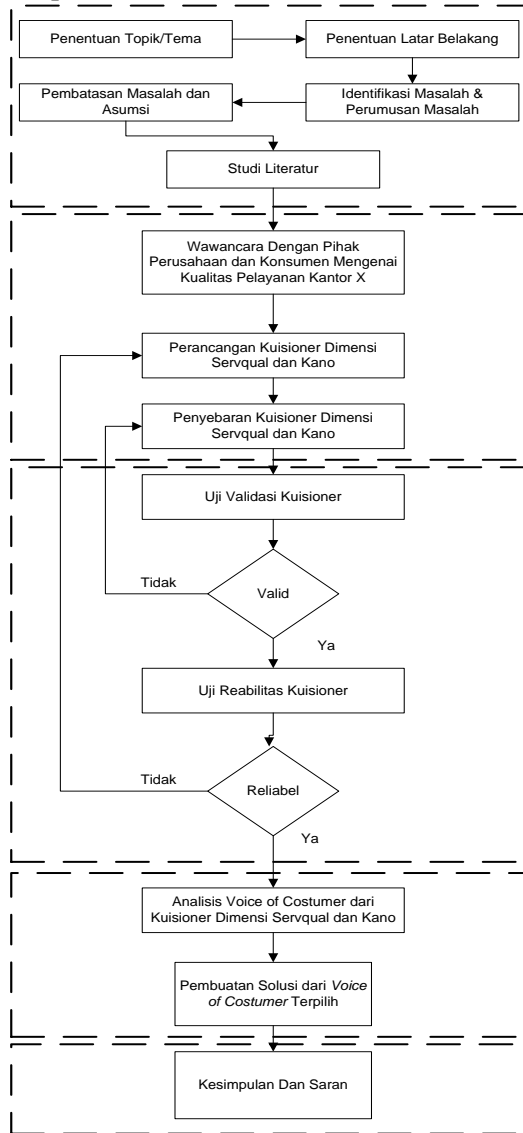 Penentuan Topik/Tema
Penentuan Latar Belakang
Identifikasi Masalah &
Perumusan Masalah
Pembatasan Masalah dan
Asumsi
Studi Literatur
Wawancara Dengan Pihak
Perusahaan dan Konsumen Mengenai
Kualitas Pelayanan Kantor X
Perancangan Kuisioner Dimensi
Servqual dan Kano
Penyebaran Kuisioner Dimensi
Servqual dan Kano
Uji Validasi Kuisioner
Tidak
Valid
Ya
Uji Reabilitas Kuisioner
Tidak
Reliabel
Ya
Analisis Voice of Costumer dari
Kuisioner Dimensi Servqual dan Kano
Pembuatan Solusi dari Voice
of Costumer Terpilih
Kesimpulan Dan Saran